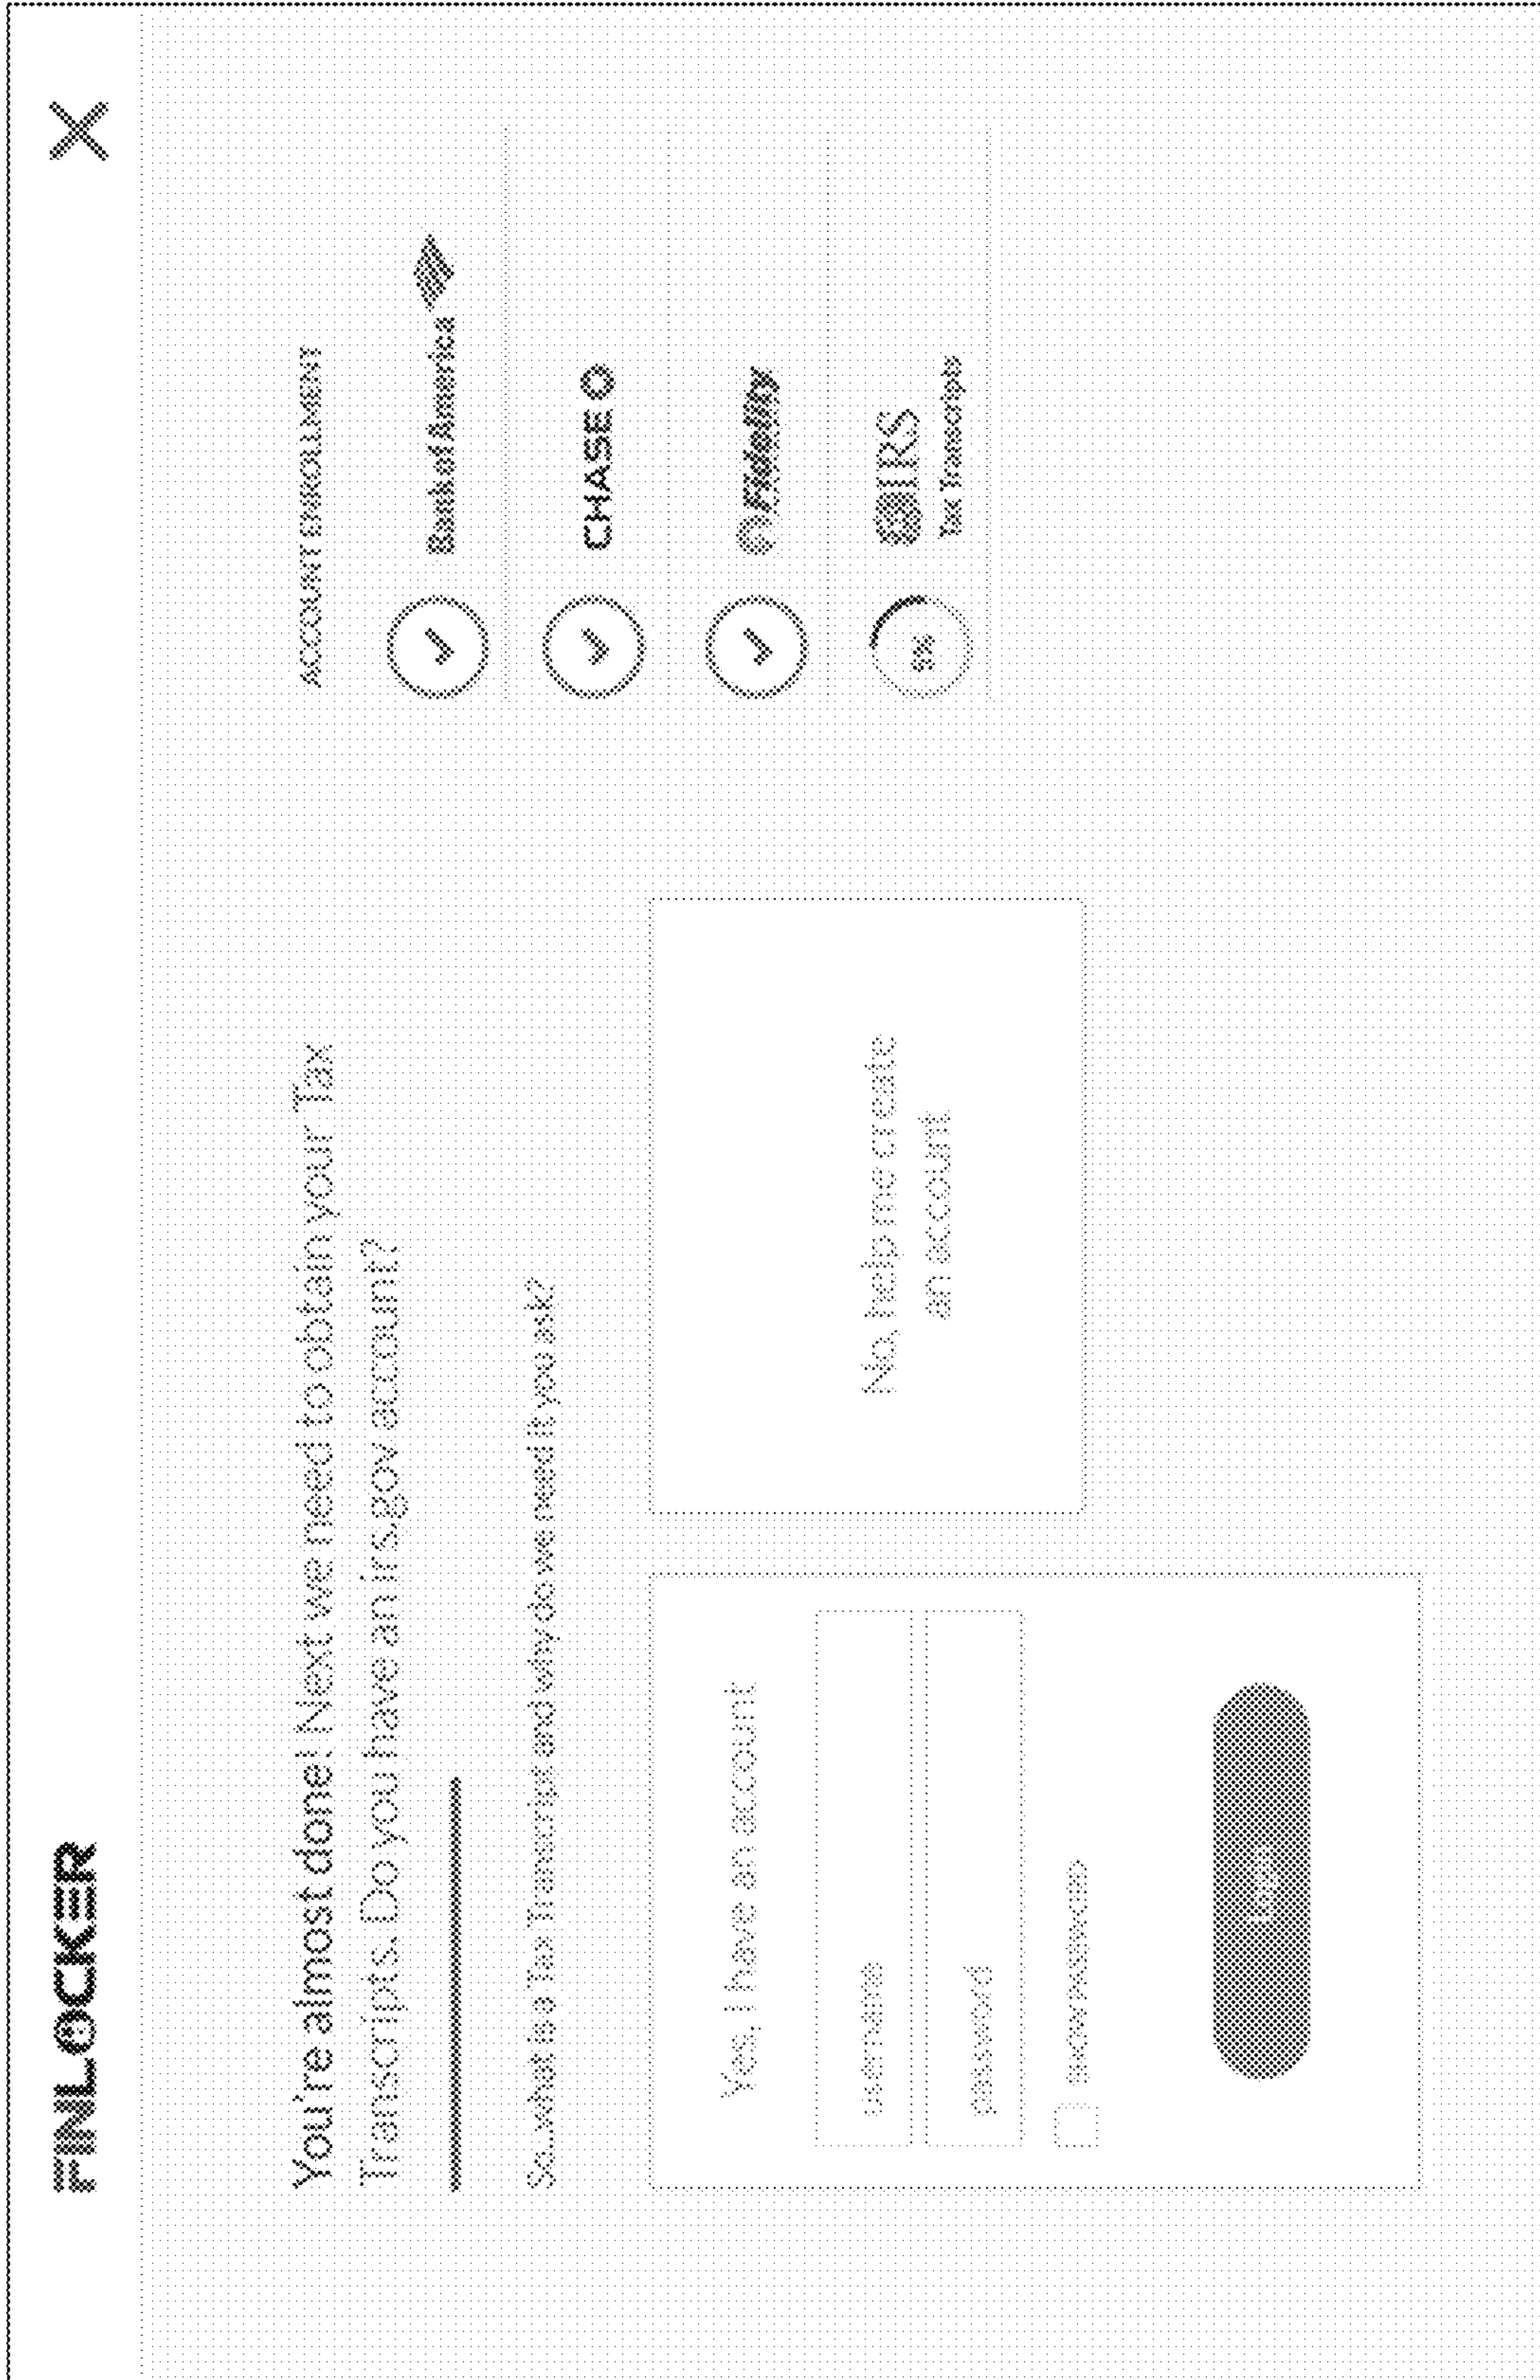 FINLOCKER
You're almost done! Next we need to obtain your Tax
Transcripts. Do you have an irs.gov account?
So...what is a Tax Transcript and why do we need it you ask?
Yes, I have an account
username
password
show password
No, help me create
an account
ACCOUNT ENROLLMENT
Bank of America
CHASE
Fidelity
IRS
Tax Transcripts